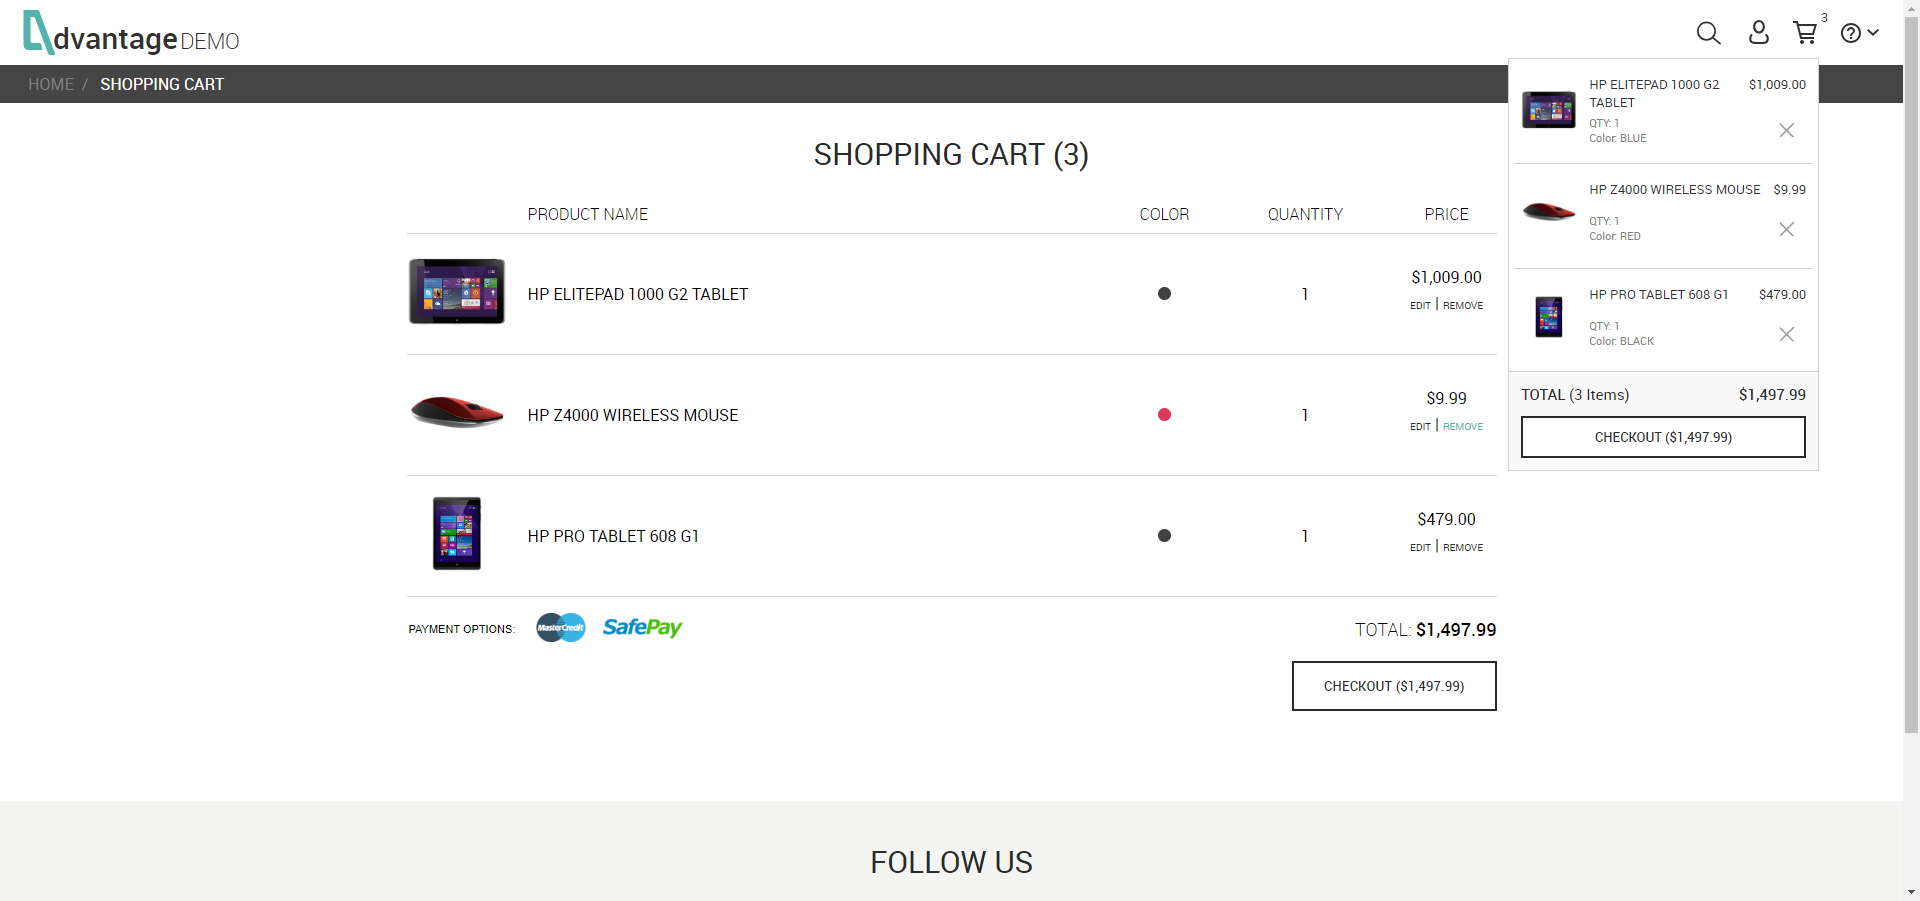 dvantage DEMO
3
HOME / SHOPPING CART
SHOPPING CART (3)
PRODUCT NAME COLOR QUANTITY PRICE
HP ELITEPAD 1000 G2 TABLET 1 $1,009.00
EDIT | REMOVE
HP Z4000 WIRELESS MOUSE 1 $9.99
EDIT | REMOVE
HP PRO TABLET 608 G1 1 $479.00
EDIT | REMOVE
PAYMENT OPTIONS: MasterCredit SafePay TOTAL: $1,497.99
CHECKOUT ($1,497.99)
HP ELITEPAD 1000 G2 $1,009.00
TABLET
QTY: 1
Color: BLUE
HP Z4000 WIRELESS MOUSE $9.99
QTY: 1
Color: RED
HP PRO TABLET 608 G1 $479.00
QTY: 1
Color: BLACK
TOTAL (3 Items) $1,497.99
CHECKOUT ($1,497.99)
FOLLOW US